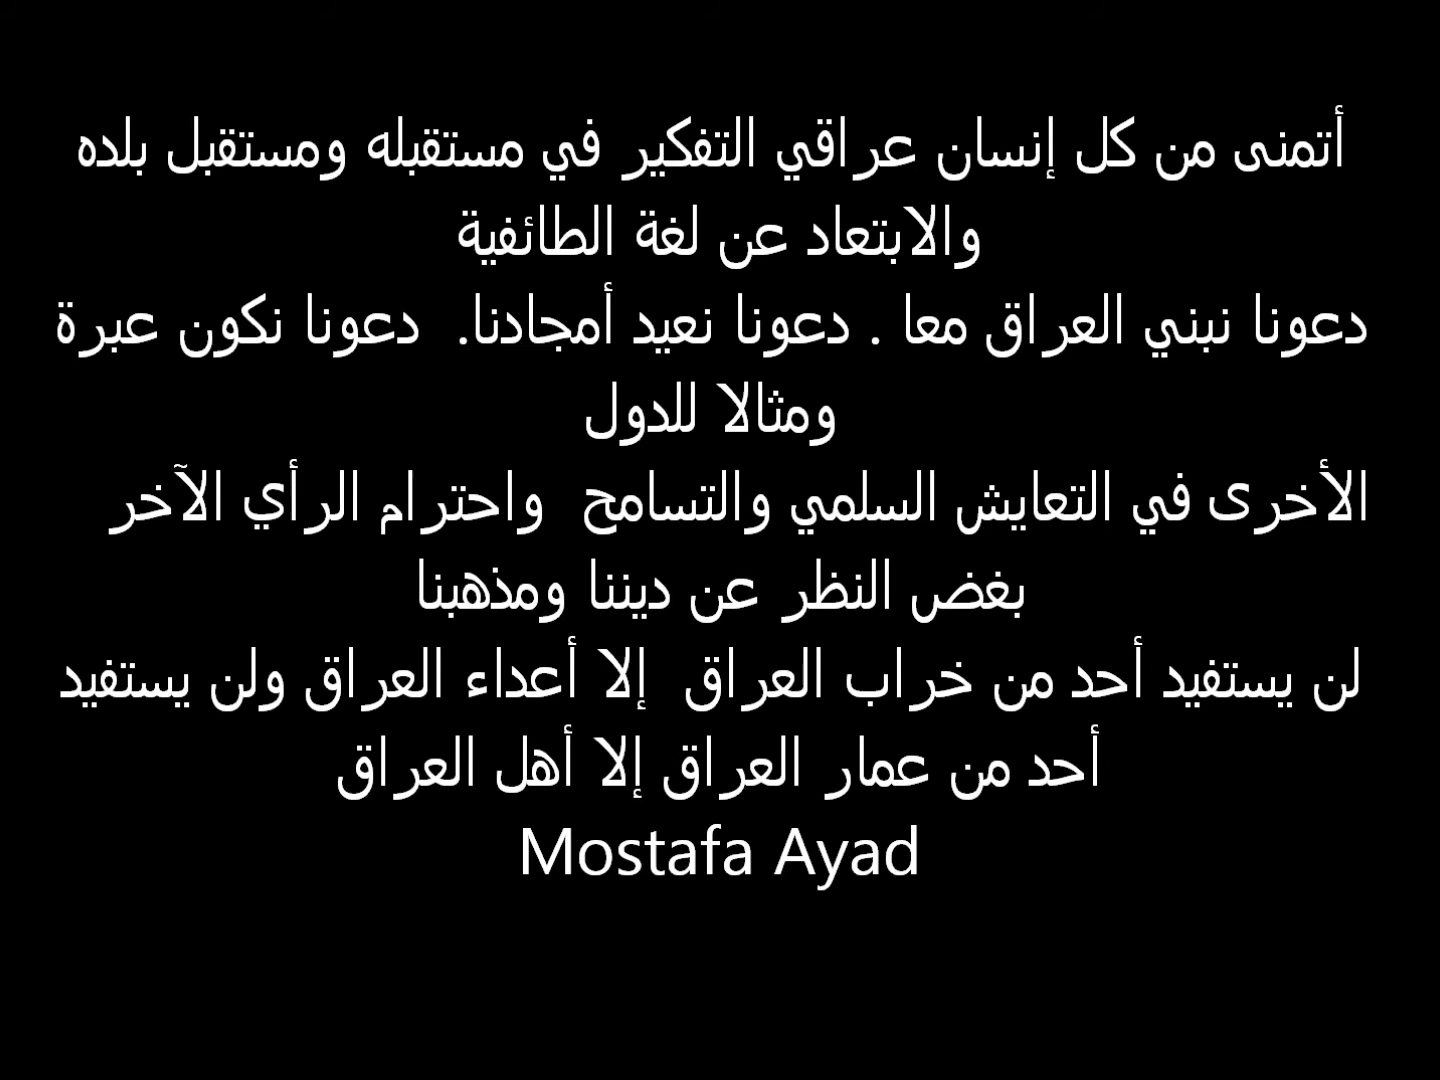 أتمنى من كل إنسان عراقي التفكير في مستقبله ومستقبل بلده
والابتعاد عن لغة الطائفية
دعونا نبني العراق معا . دعونا نعيد أمجادنا.  دعونا نكون عبرة
ومثالا للدول
الأخرى في التعايش السلمي والتسامح  واحترام الرأي الآخر
بغض النظر عن ديننا ومذهبنا
لن يستفيد أحد من خراب العراق  إلا أعداء العراق ولن يستفيد
أحد من عمار العراق إلا أهل العراق
Mostafa Ayad